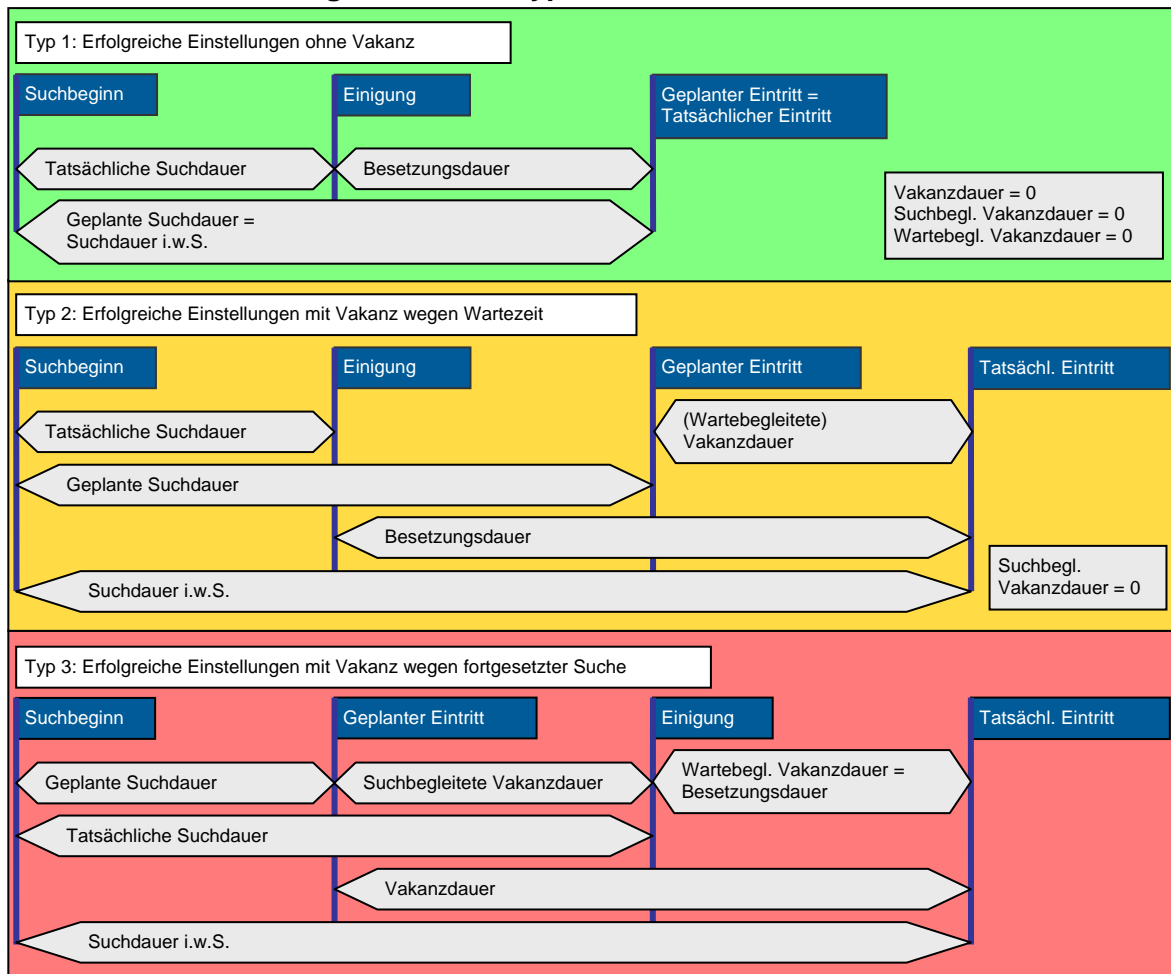 Typ 1: Erfolgreiche Einstellungen ohne Vakanz
Suchbeginn
Einigung
Geplanter Eintritt =
Tatsächlicher Eintritt
Tatsächliche Suchdauer
Besetzungsdauer
Geplante Suchdauer =
Suchdauer i.w.S.
Vakanzdauer = 0
Suchbegl. Vakanzdauer = 0
Wartebegl. Vakanzdauer = 0
Typ 2: Erfolgreiche Einstellungen mit Vakanz wegen Wartezeit
Suchbeginn
Einigung
Geplanter Eintritt
Tatsächl. Eintritt
Tatsächliche Suchdauer
(Wartebegleitete)
Vakanzdauer
Geplante Suchdauer
Besetzungsdauer
Suchdauer i.w.S.
Suchbegl.
Vakanzdauer = 0
Typ 3: Erfolgreiche Einstellungen mit Vakanz wegen fortgesetzter Suche
Suchbeginn
Geplanter Eintritt
Einigung
Tatsächl. Eintritt
Geplante Suchdauer
Suchbegleitete Vakanzdauer
Wartebegl. Vakanzdauer =
Besetzungsdauer
Tatsächliche Suchdauer
Vakanzdauer
Suchdauer i.w.S.